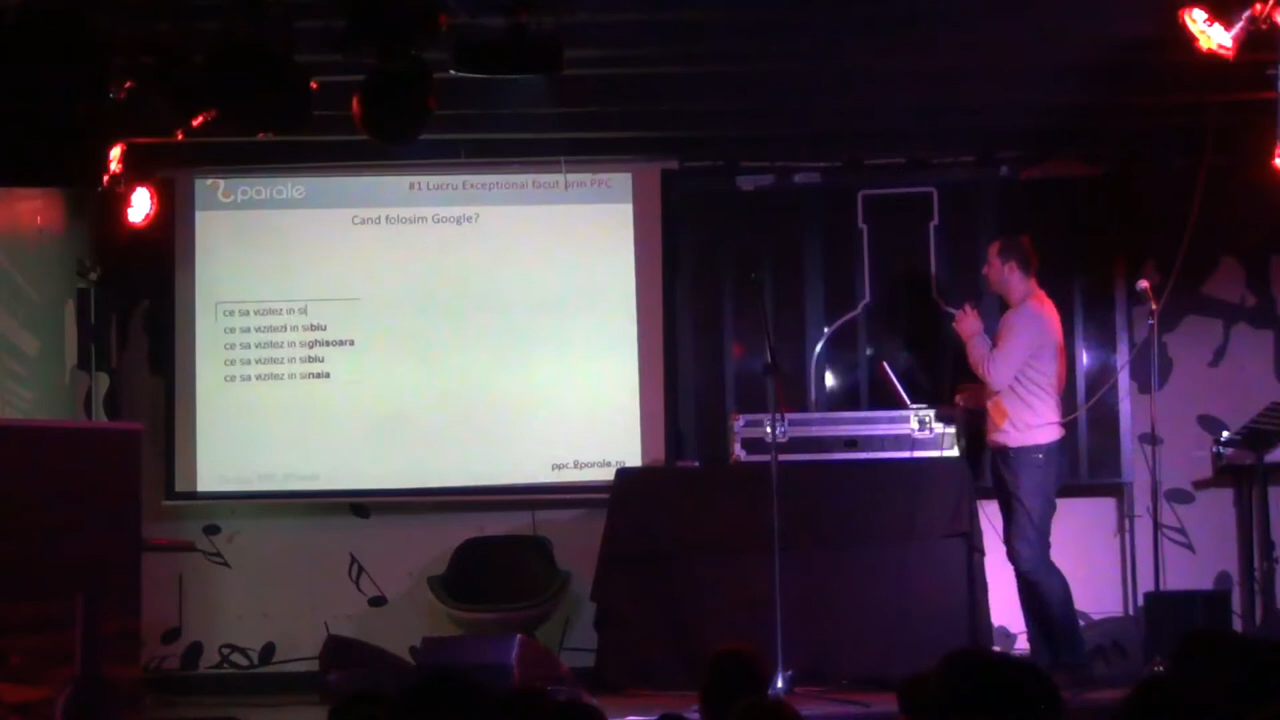 2parale
#1 Lucru Exceptional facut prin PPC
Cand folosim Google?
ce sa vizitez in si
ce sa vizitezi in sibiu
ce sa vizitez in sighisoara
ce sa vizitez in sibiu
ce sa vizitez in sinaia
ppc.2parale.ro